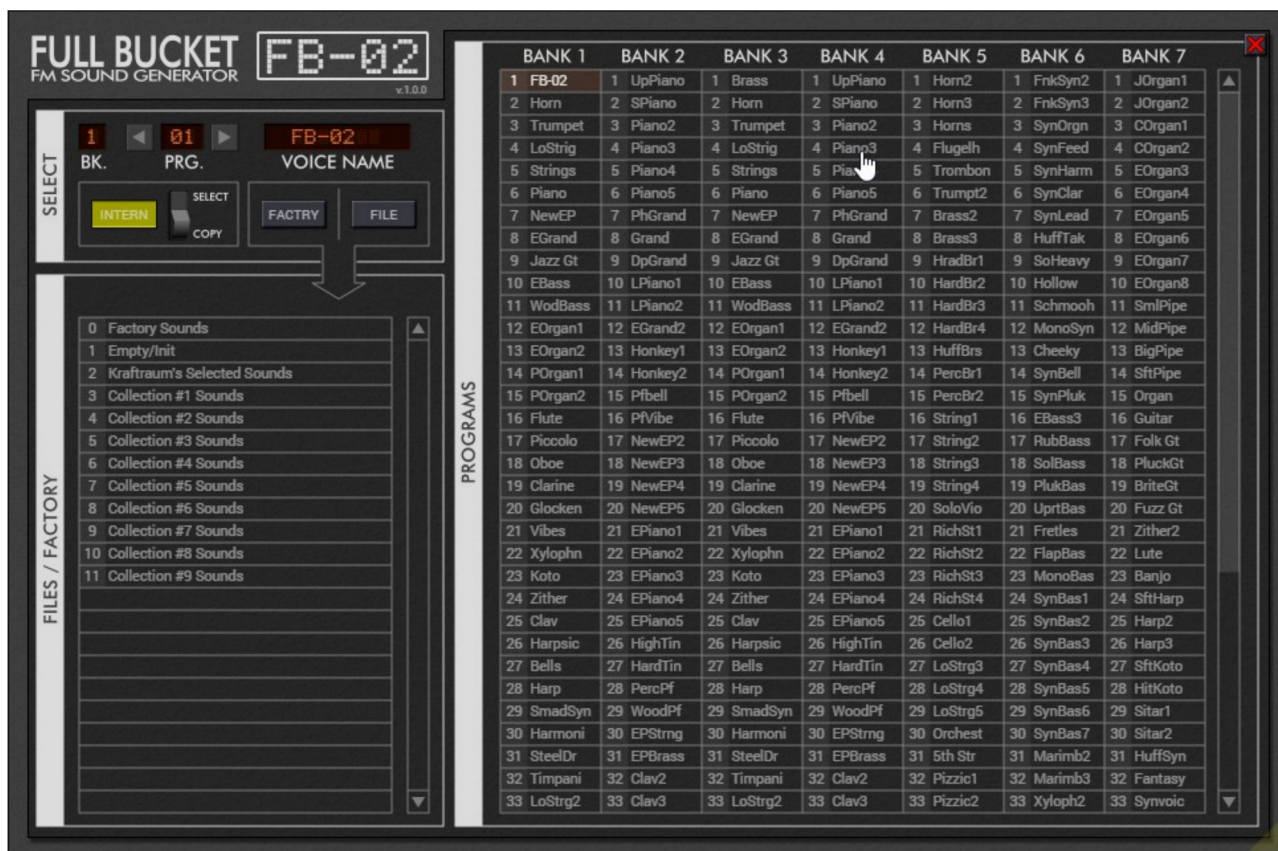 FULL BUCKET
FM SOUND GENERATOR
FB-02
v.1.0.0
SELECT
1
01
FB-02
BK.
PRG.
VOICE NAME
INTERN
SELECT
COPY
FACTRY
FILE
FILES / FACTORY
0 Factory Sounds
1 Empty/Init
2 Kraftraum's Selected Sounds
3 Collection #1 Sounds
4 Collection #2 Sounds
5 Collection #3 Sounds
6 Collection #4 Sounds
7 Collection #5 Sounds
8 Collection #6 Sounds
9 Collection #7 Sounds
10 Collection #8 Sounds
11 Collection #9 Sounds
PROGRAMS
BANK 1 BANK 2 BANK 3 BANK 4 BANK 5 BANK 6 BANK 7
1 FB-02 1 UpPiano 1 Brass 1 UpPiano 1 Horn2 1 FnkSyn2 1 JOrgan1
2 Horn 2 SPiano 2 Horn 2 SPiano 2 Horn3 2 FnkSyn3 2 JOrgan2
3 Trumpet 3 Piano2 3 Trumpet 3 Piano2 3 Horns 3 SynOrgn 3 COrgan1
4 LoStrig 4 Piano3 4 LoStrig 4 Piano3 4 Flugelh 4 SynFeed 4 COrgan2
5 Strings 5 Piano4 5 Strings 5 5 Trombon 5 SynHarm 5 EOrgan3
6 Piano 6 Piano5 6 Piano 6 Piano5 6 Trumpt2 6 SynClar 6 EOrgan4
7 NewEP 7 PhGrand 7 NewEP 7 PhGrand 7 Brass2 7 SynLead 7 EOrgan5
8 EGrand 8 Grand 8 EGrand 8 Grand 8 Brass3 8 HuffTak 8 EOrgan6
9 Jazz Gt 9 DpGrand 9 Jazz Gt 9 DpGrand 9 HradBr1 9 SoHeavy 9 EOrgan7
10 EBass 10 LPiano1 10 EBass 10 LPiano1 10 HardBr2 10 Hollow 10 EOrgan8
11 WodBass 11 LPiano2 11 WodBass 11 LPiano2 11 HardBr3 11 Schmooh 11 SmlPipe
12 EOrgan1 12 EGrand2 12 EOrgan1 12 EGrand2 12 HardBr4 12 MonoSyn 12 MidPipe
13 EOrgan2 13 Honkey1 13 EOrgan2 13 Honkey1 13 HuffBrs 13 Cheeky 13 BigPipe
14 POrgan1 14 Honkey2 14 POrgan1 14 Honkey2 14 PercBr1 14 SynBell 14 SftPipe
15 POrgan2 15 Pfbell 15 POrgan2 15 Pfbell 15 PercBr2 15 SynPluk 15 Organ
16 Flute 16 PfVibe 16 Flute 16 PfVibe 16 String1 16 EBass3 16 Guitar
17 Piccolo 17 NewEP2 17 Piccolo 17 NewEP2 17 String2 17 RubBass 17 Folk Gt
18 Oboe 18 NewEP3 18 Oboe 18 NewEP3 18 String3 18 SolBass 18 PluckGt
19 Clarine 19 NewEP4 19 Clarine 19 NewEP4 19 String4 19 PlukBas 19 BriteGt
20 Glocken 20 NewEP5 20 Glocken 20 NewEP5 20 SoloVio 20 UprtBas 20 Fuzz Gt
21 Vibes 21 EPiano1 21 Vibes 21 EPiano1 21 RichSt1 21 Fretles 21 Zither2
22 Xylophn 22 EPiano2 22 Xylophn 22 EPiano2 22 RichSt2 22 FlapBas 22 Lute
23 Koto 23 EPiano3 23 Koto 23 EPiano3 23 RichSt3 23 MonoBas 23 Banjo
24 Zither 24 EPiano4 24 Zither 24 EPiano4 24 RichSt4 24 SynBas1 24 SftHarp
25 Clav 25 EPiano5 25 Clav 25 EPiano5 25 Cello1 25 SynBas2 25 Harp2
26 Harpsic 26 HighTin 26 Harpsic 26 HighTin 26 Cello2 26 SynBas3 26 Harp3
27 Bells 27 HardTin 27 Bells 27 HardTin 27 LoStrg3 27 SynBas4 27 SftKoto
28 Harp 28 PercPf 28 Harp 28 PercPf 28 LoStrg4 28 SynBas5 28 HitKoto
29 SmadSyn 29 WoodPf 29 SmadSyn 29 WoodPf 29 LoStrg5 29 SynBas6 29 Sitar1
30 Harmoni 30 EPStrng 30 Harmoni 30 EPStrng 30 Orchest 30 SynBas7 30 Sitar2
31 SteelDr 31 EPBrass 31 SteelDr 31 EPBrass 31 5th Str 31 Marimb2 31 HuffSyn
32 Timpani 32 Clav2 32 Timpani 32 Clav2 32 Pizzic1 32 Marimb3 32 Fantasy
33 LoStrg2 33 Clav3 33 LoStrg2 33 Clav3 33 Pizzic2 33 Xyloph2 33 Synvoic